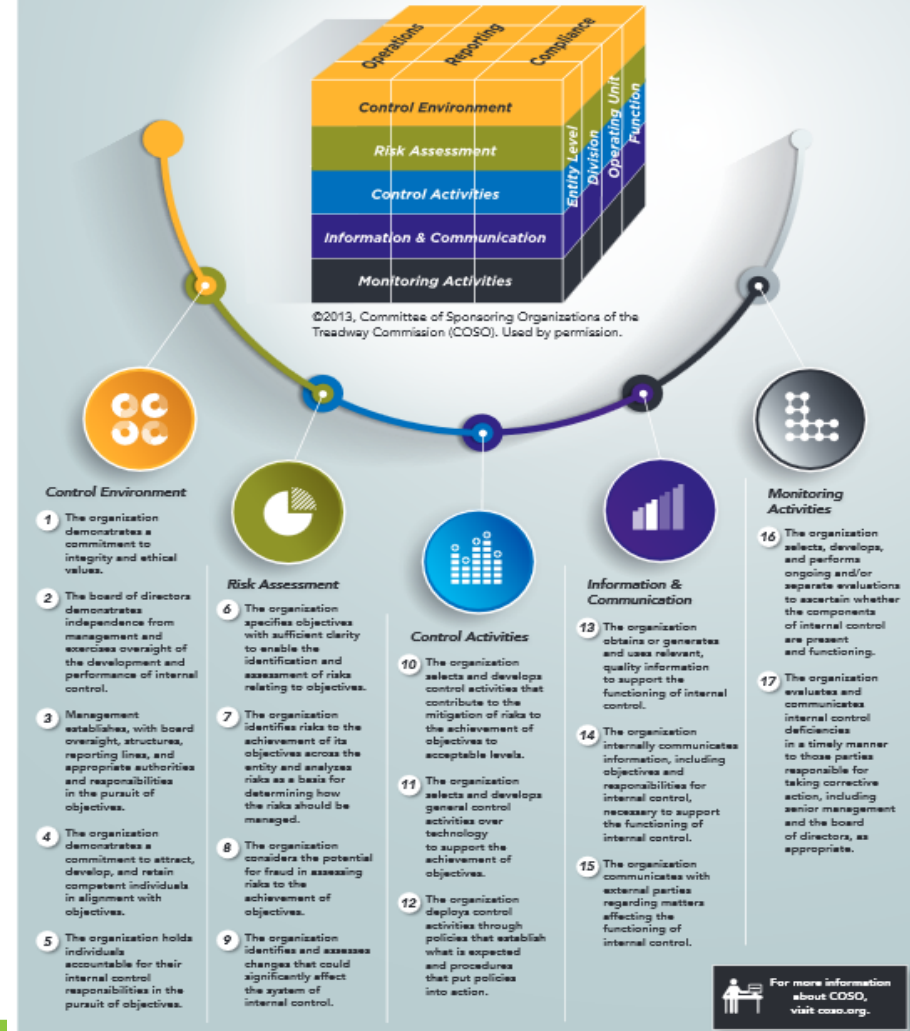 Operations
Reporting
Compliance
Control Environment
Risk Assessment
Control Activities
Information & Communication
Monitoring Activities
Entity Level
Division
Operating Unit
Function
©2013, Committee of Sponsoring Organizations of the
Treadway Commission (COSO). Used by permission.
Control Environment
1 The organization
demonstrates a
commitment to
integrity and ethical
values.
2 The board of directors
demonstrates
independence from
management and
exercises oversight of
the development and
performance of internal
control.
3 Management
establishes, with board
oversight, structures,
reporting lines, and
appropriate authorities
and responsibilities
in the pursuit of
objectives.
4 The organization
demonstrates a
commitment to attract,
develop, and retain
competent individuals
in alignment with
objectives.
5 The organization holds
individuals
accountable for their
internal control
responsibilities in the
pursuit of objectives.
Risk Assessment
6 The organization
specifies objectives
with sufficient clarity
to enable the
identification and
assessment of risks
relating to objectives.
7 The organization
identifies risks to the
achievement of its
objectives across the
entity and analyzes
risks as a basis for
determining how
the risks should be
managed.
8 The organization
considers the potential
for fraud in assessing
risks to the
achievement of
objectives.
9 The organization
identifies and assesses
changes that could
significantly affect
the system of
internal control.
Control Activities
10 The organization
selects and develops
control activities that
contribute to the
mitigation of risks to
the achievement of
objectives to
acceptable levels.
11 The organization
selects and develops
general control
activities over
technology
to support the
achievement of
objectives.
12 The organization
deploys control
activities through
policies that establish
what is expected
and procedures
that put policies
into action.
Information &
Communication
13 The organization
obtains or generates
and uses relevant,
quality information
to support the
functioning of internal
control.
14 The organization
internally communicates
information, including
objectives and
responsibilities for
internal control,
necessary to support
the functioning of
internal control.
15 The organization
communicates with
external parties
regarding matters
affecting the
functioning of
internal control.
Monitoring
Activities
16 The organization
selects, develops,
and performs
ongoing and/or
separate evaluations
to ascertain whether
the components
of internal control
are present
and functioning.
17 The organization
evaluates and
communicates
internal control
deficiencies
in a timely manner
to those parties
responsible for
taking corrective
action, including
senior management
and the board
of directors, as
appropriate.
For more information
about COSO,
visit coso.org.